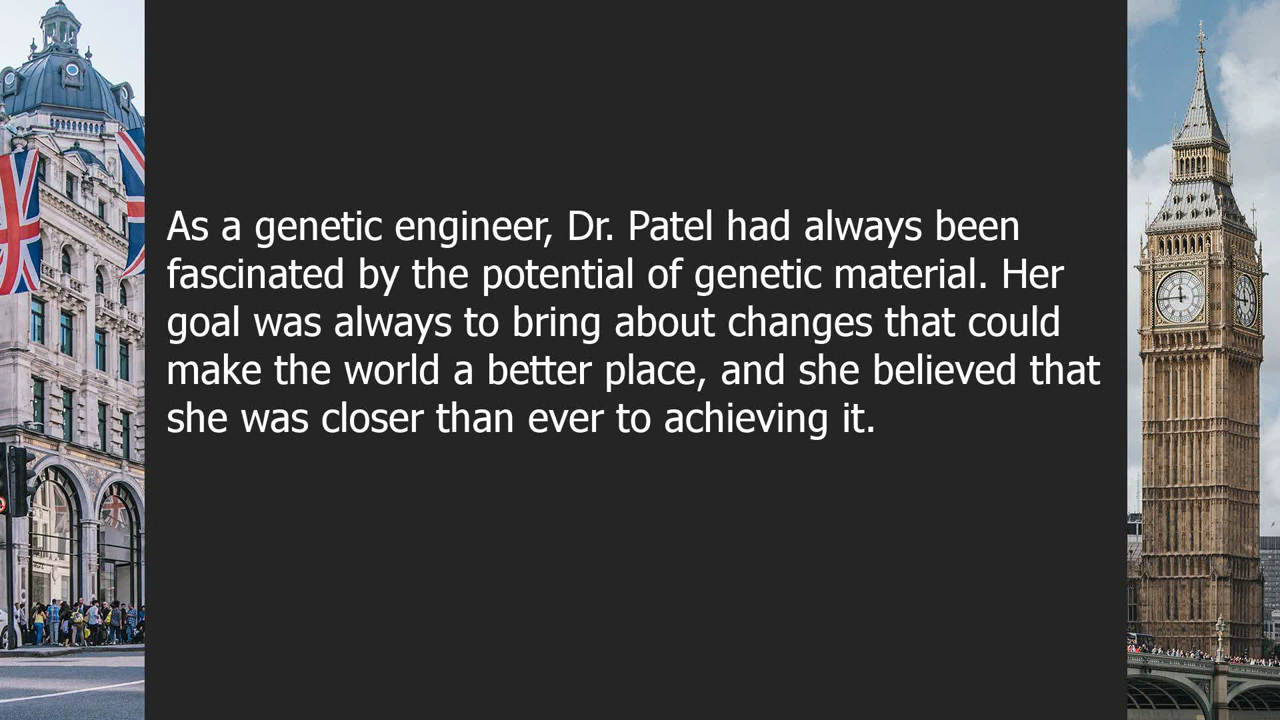 As a genetic engineer, Dr. Patel had always been
fascinated by the potential of genetic material. Her
goal was always to bring about changes that could
make the world a better place, and she believed that
she was closer than ever to achieving it.